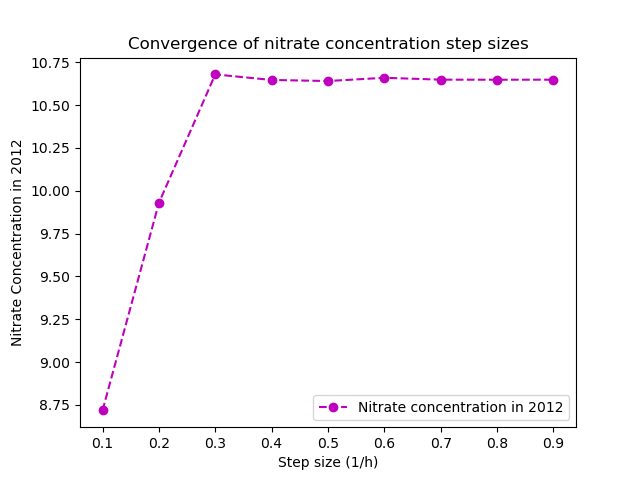 Convergence of nitrate concentration step sizes
Nitrate Concentration in 2012
10.75
10.50
10.25
10.00
9.75
9.50
9.25
9.00
8.75
Nitrate concentration in 2012
0.1 0.2 0.3 0.4 0.5 0.6 0.7 0.8 0.9
Step size (1/h)